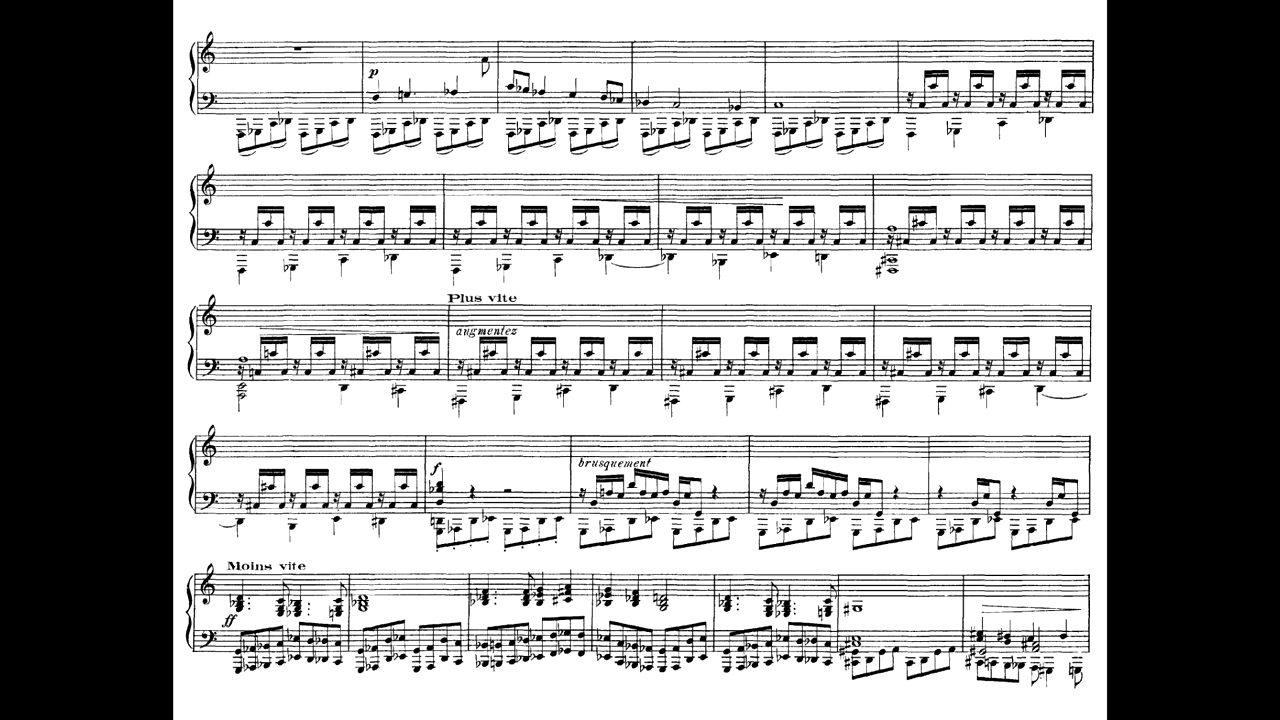 p
Plus vite
augmentez
f
brusquement
Moins vite
ff